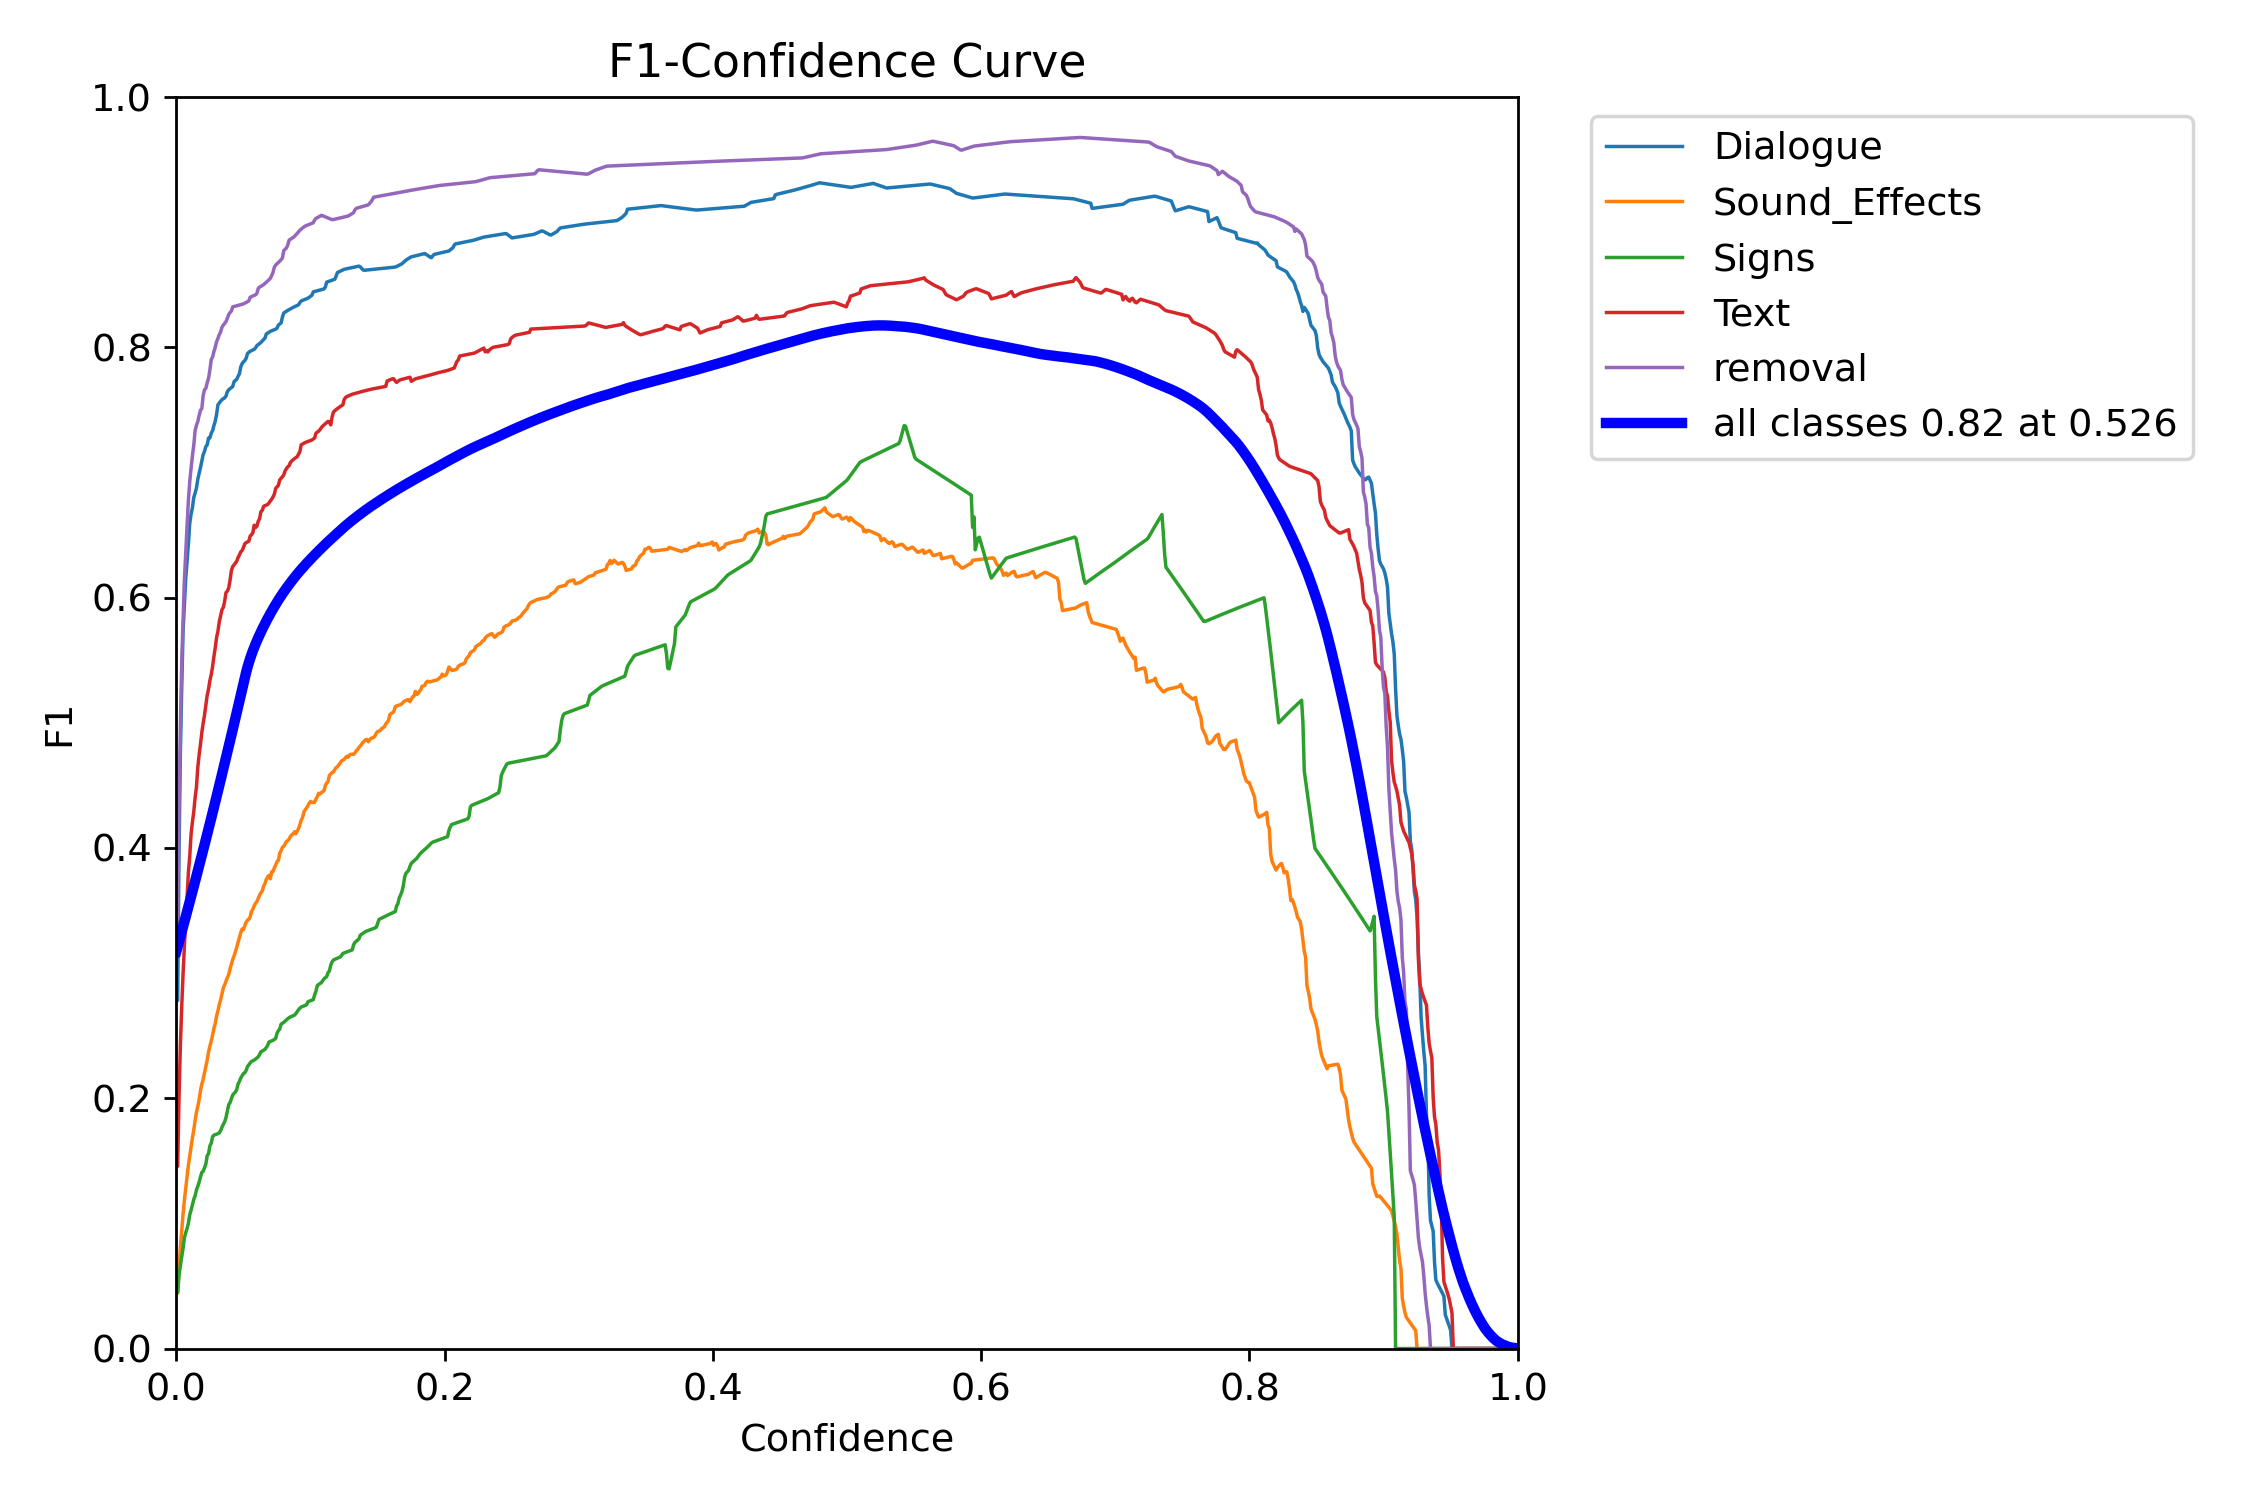 F1-Confidence Curve
1.0
0.8
0.6
0.4
0.2
0.0
F1
0.0 0.2 0.4 0.6 0.8 1.0
Confidence
Dialogue
Sound_Effects
Signs
Text
removal
all classes 0.82 at 0.526